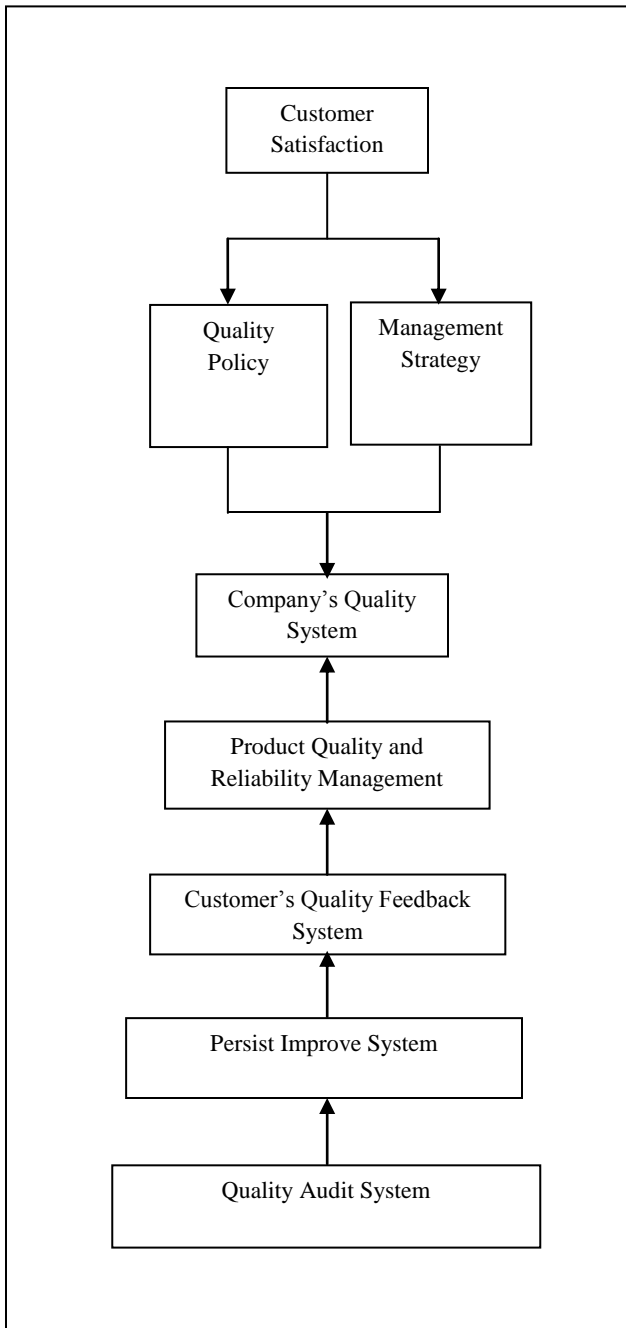 Customer
Satisfaction
Quality
Policy
Management
Strategy
Company’s Quality
System
Product Quality and
Reliability Management
Customer’s Quality Feedback
System
Persist Improve System
Quality Audit System